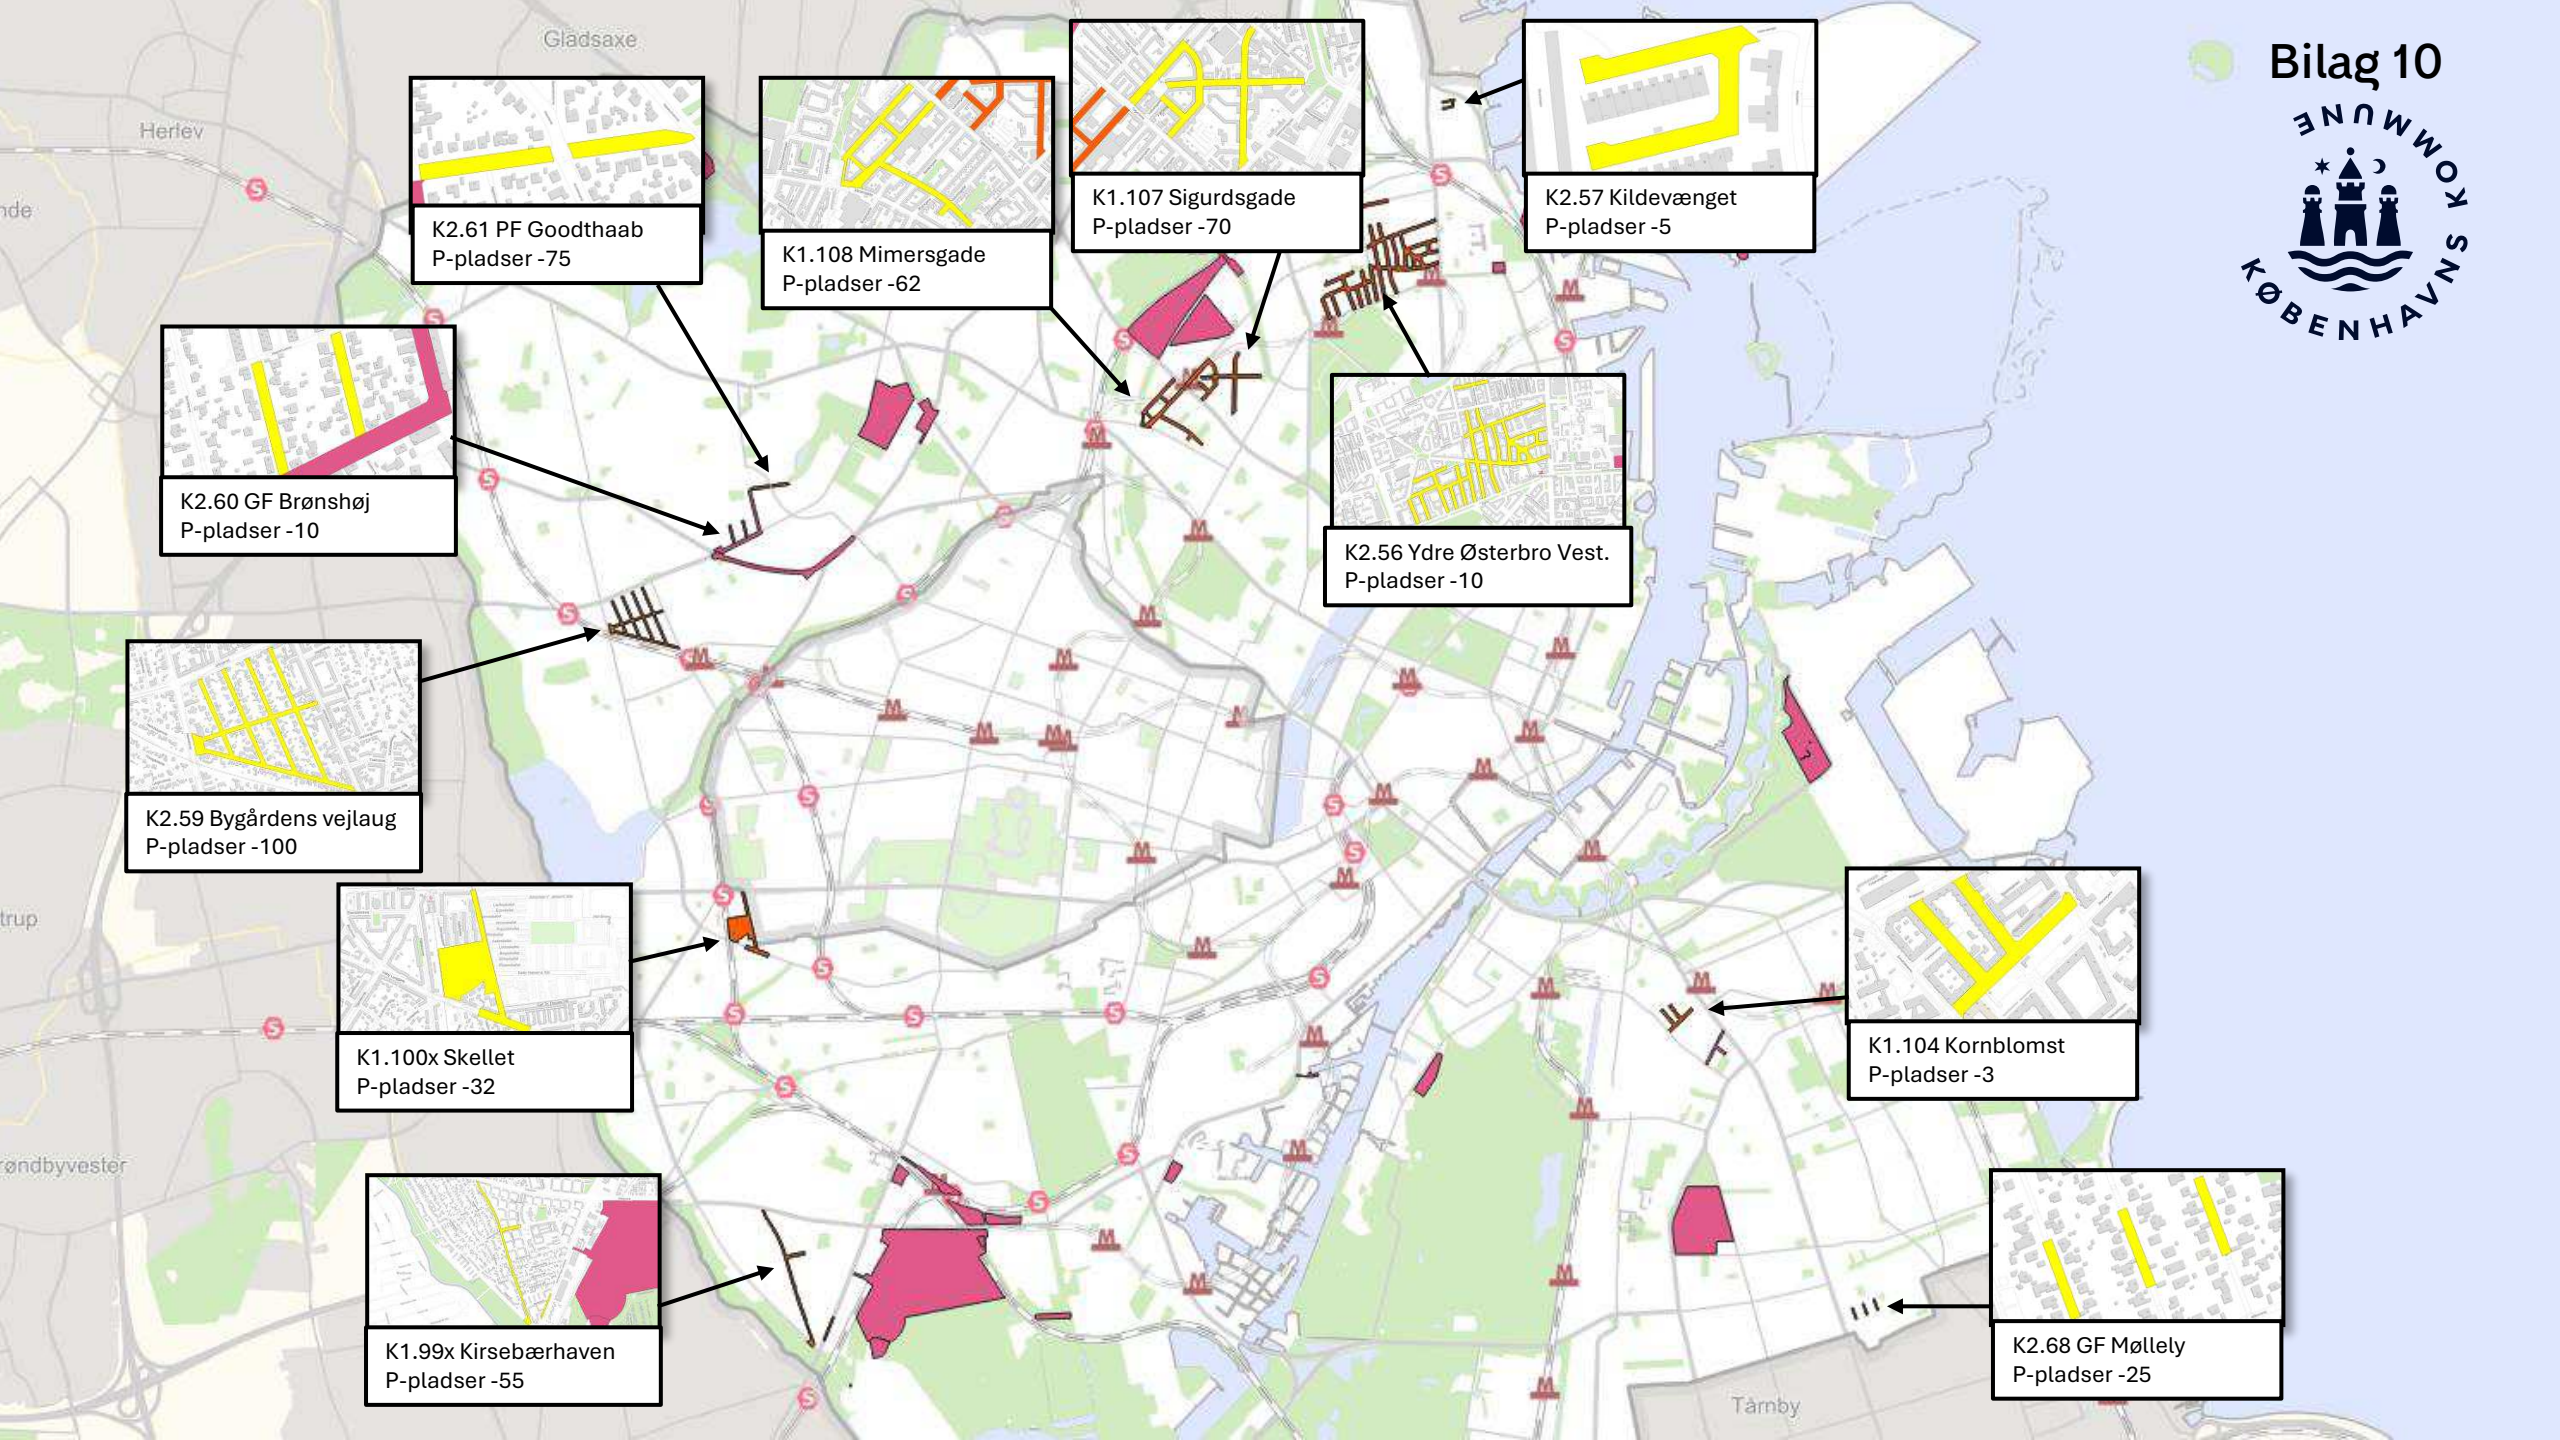 Bilag 10
KØBENHAVNS KOMMUNE
Gladsaxe
Herlev
nde
trup
røndbyvester
Tårnby
K2.61 PF Goodthaab
P-pladser -75
K1.108 Mimersgade
P-pladser -62
K1.107 Sigurdsgade
P-pladser -70
K2.57 Kildevænget
P-pladser -5
K2.60 GF Brønshøj
P-pladser -10
K2.56 Ydre Østerbro Vest.
P-pladser -10
K2.59 Bygårdens vejlaug
P-pladser -100
K1.100x Skellet
P-pladser -32
K1.104 Kornblomst
P-pladser -3
K1.99x Kirsebærhaven
P-pladser -55
K2.68 GF Møllely
P-pladser -25